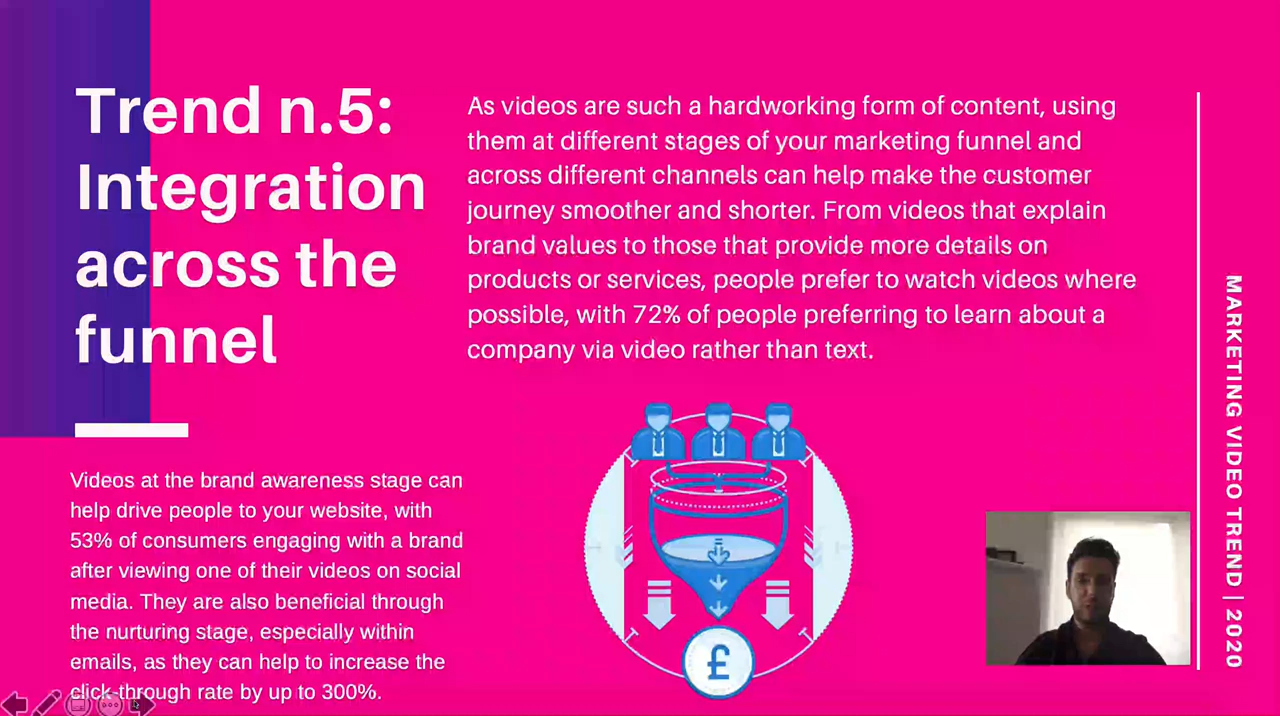 Trend n.5:
Integration
across the
funnel
As videos are such a hardworking form of content, using
them at different stages of your marketing funnel and
across different channels can help make the customer
journey smoother and shorter. From videos that explain
brand values to those that provide more details on
products or services, people prefer to watch videos where
possible, with 72% of people preferring to learn about a
company via video rather than text.
Videos at the brand awareness stage can
help drive people to your website, with
53% of consumers engaging with a brand
after viewing one of their videos on social
media. They are also beneficial through
the nurturing stage, especially within
emails, as they can help to increase the
click-through rate by up to 300%.
£
MARKETING VIDEO TREND | 2020